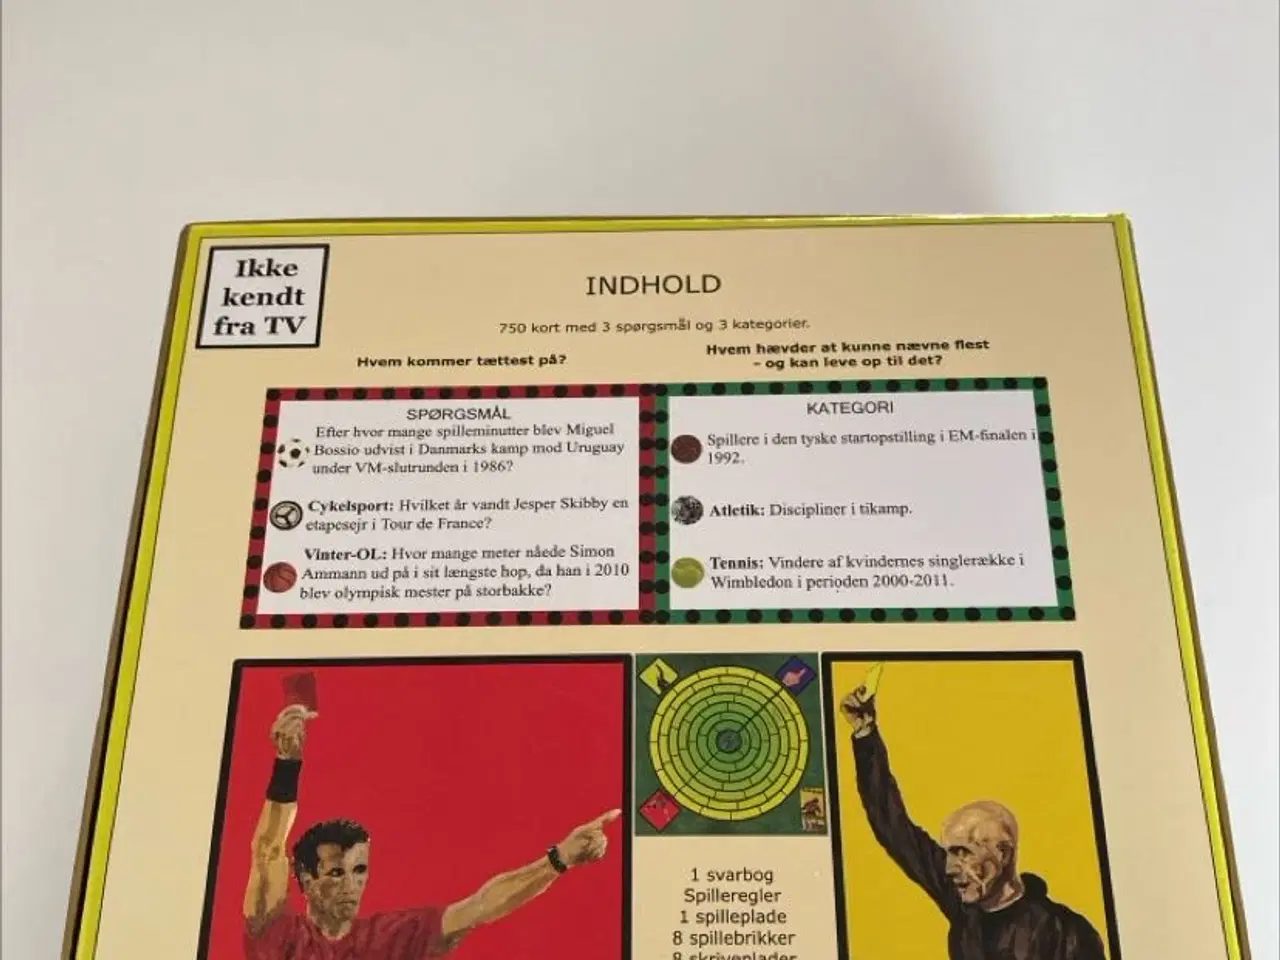 Ikke
kendt
fra TV
INDHOLD
750 kort med 3 spørgsmål og 3 kategorier.
Hvem kommer tættest på?
Hvem hævder at kunne nævne flest
- og kan leve op til det?
SPØRGSMÅL
Efter hvor mange spilleminutter blev Miguel
Bossio udvist i Danmarks kamp mod Uruguay
under VM-slutrunden i 1986?
Cykelsport: Hvilket år vandt Jesper Skibby en
etapesejr i Tour de France?
Vinter-OL: Hvor mange meter nåede Simon
Ammann ud på i sit længste hop, da han i 2010
blev olympisk mester på storbakke?
KATEGORI
Spillere i den tyske startopstilling i EM-finalen i
1992.
Atletik: Discipliner i tikamp.
Tennis: Vindere af kvindernes singlerække i
Wimbledon i perioden 2000-2011.
1 svarbog
Spilleregler
1 spilleplade
8 spillebrikker
8 skriveplader